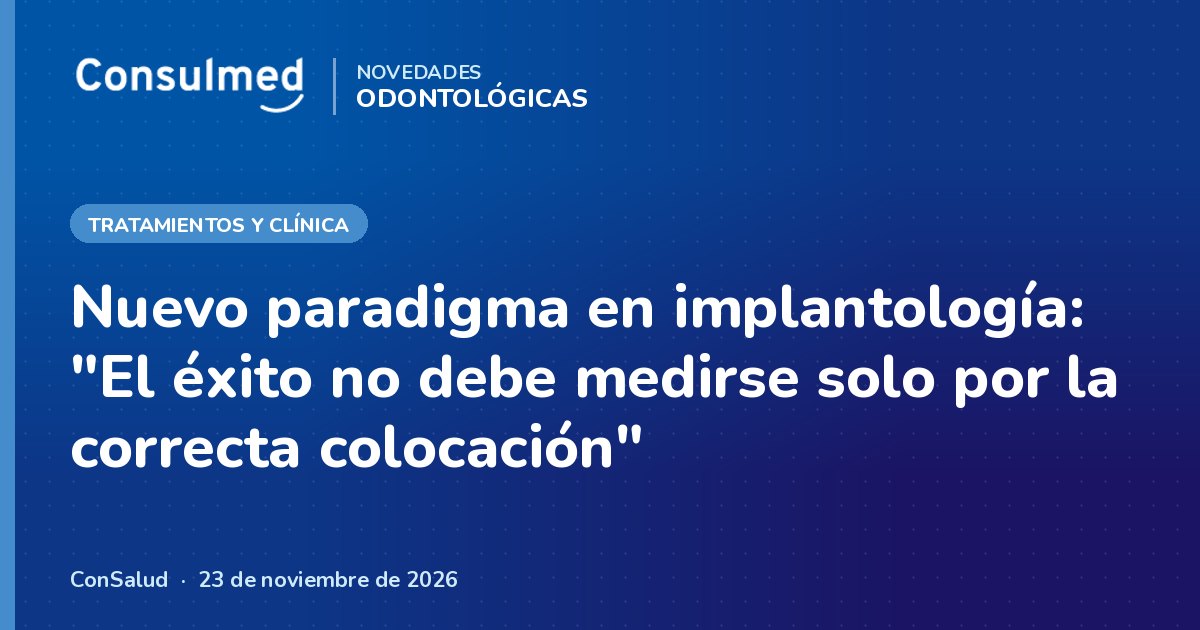 Consulmed
NOVEDADES
ODONTOLÓGICAS
TRATAMIENTOS Y CLÍNICA
Nuevo paradigma en implantología:
"El éxito no debe medirse solo por la
correcta colocación"
ConSalud · 23 de noviembre de 2026